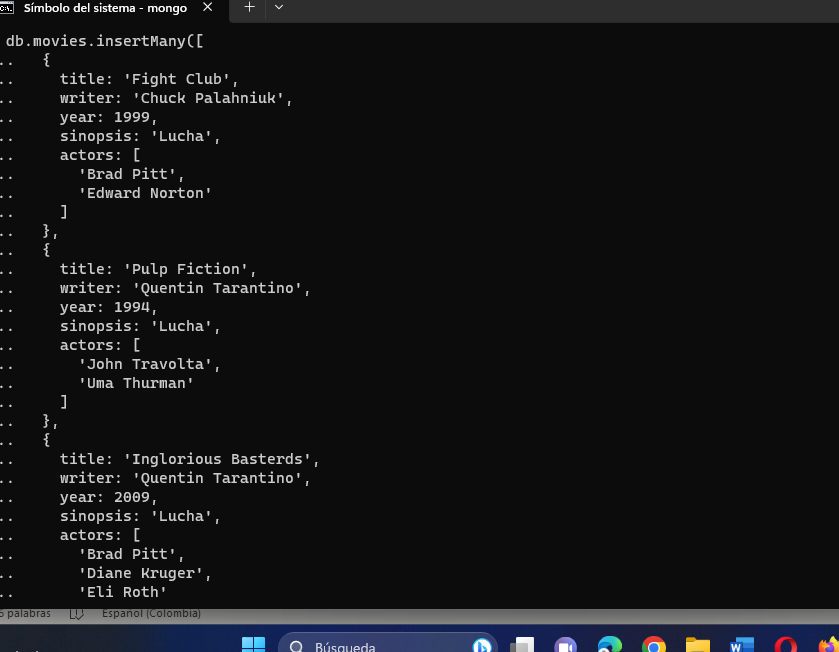 Símbolo del sistema - mongo
db.movies.insertMany([
.. {
.. title: 'Fight Club',
.. writer: 'Chuck Palahniuk',
.. year: 1999,
.. sinopsis: 'Lucha',
.. actors: [
.. 'Brad Pitt',
.. 'Edward Norton'
.. ]
.. },
.. {
.. title: 'Pulp Fiction',
.. writer: 'Quentin Tarantino',
.. year: 1994,
.. sinopsis: 'Lucha',
.. actors: [
.. 'John Travolta',
.. 'Uma Thurman'
.. ]
.. },
.. {
.. title: 'Inglorious Basterds',
.. writer: 'Quentin Tarantino',
.. year: 2009,
.. sinopsis: 'Lucha',
.. actors: [
.. 'Brad Pitt',
.. 'Diane Kruger',
.. 'Eli Roth'
palabras Español (Colombia)
Búsqueda